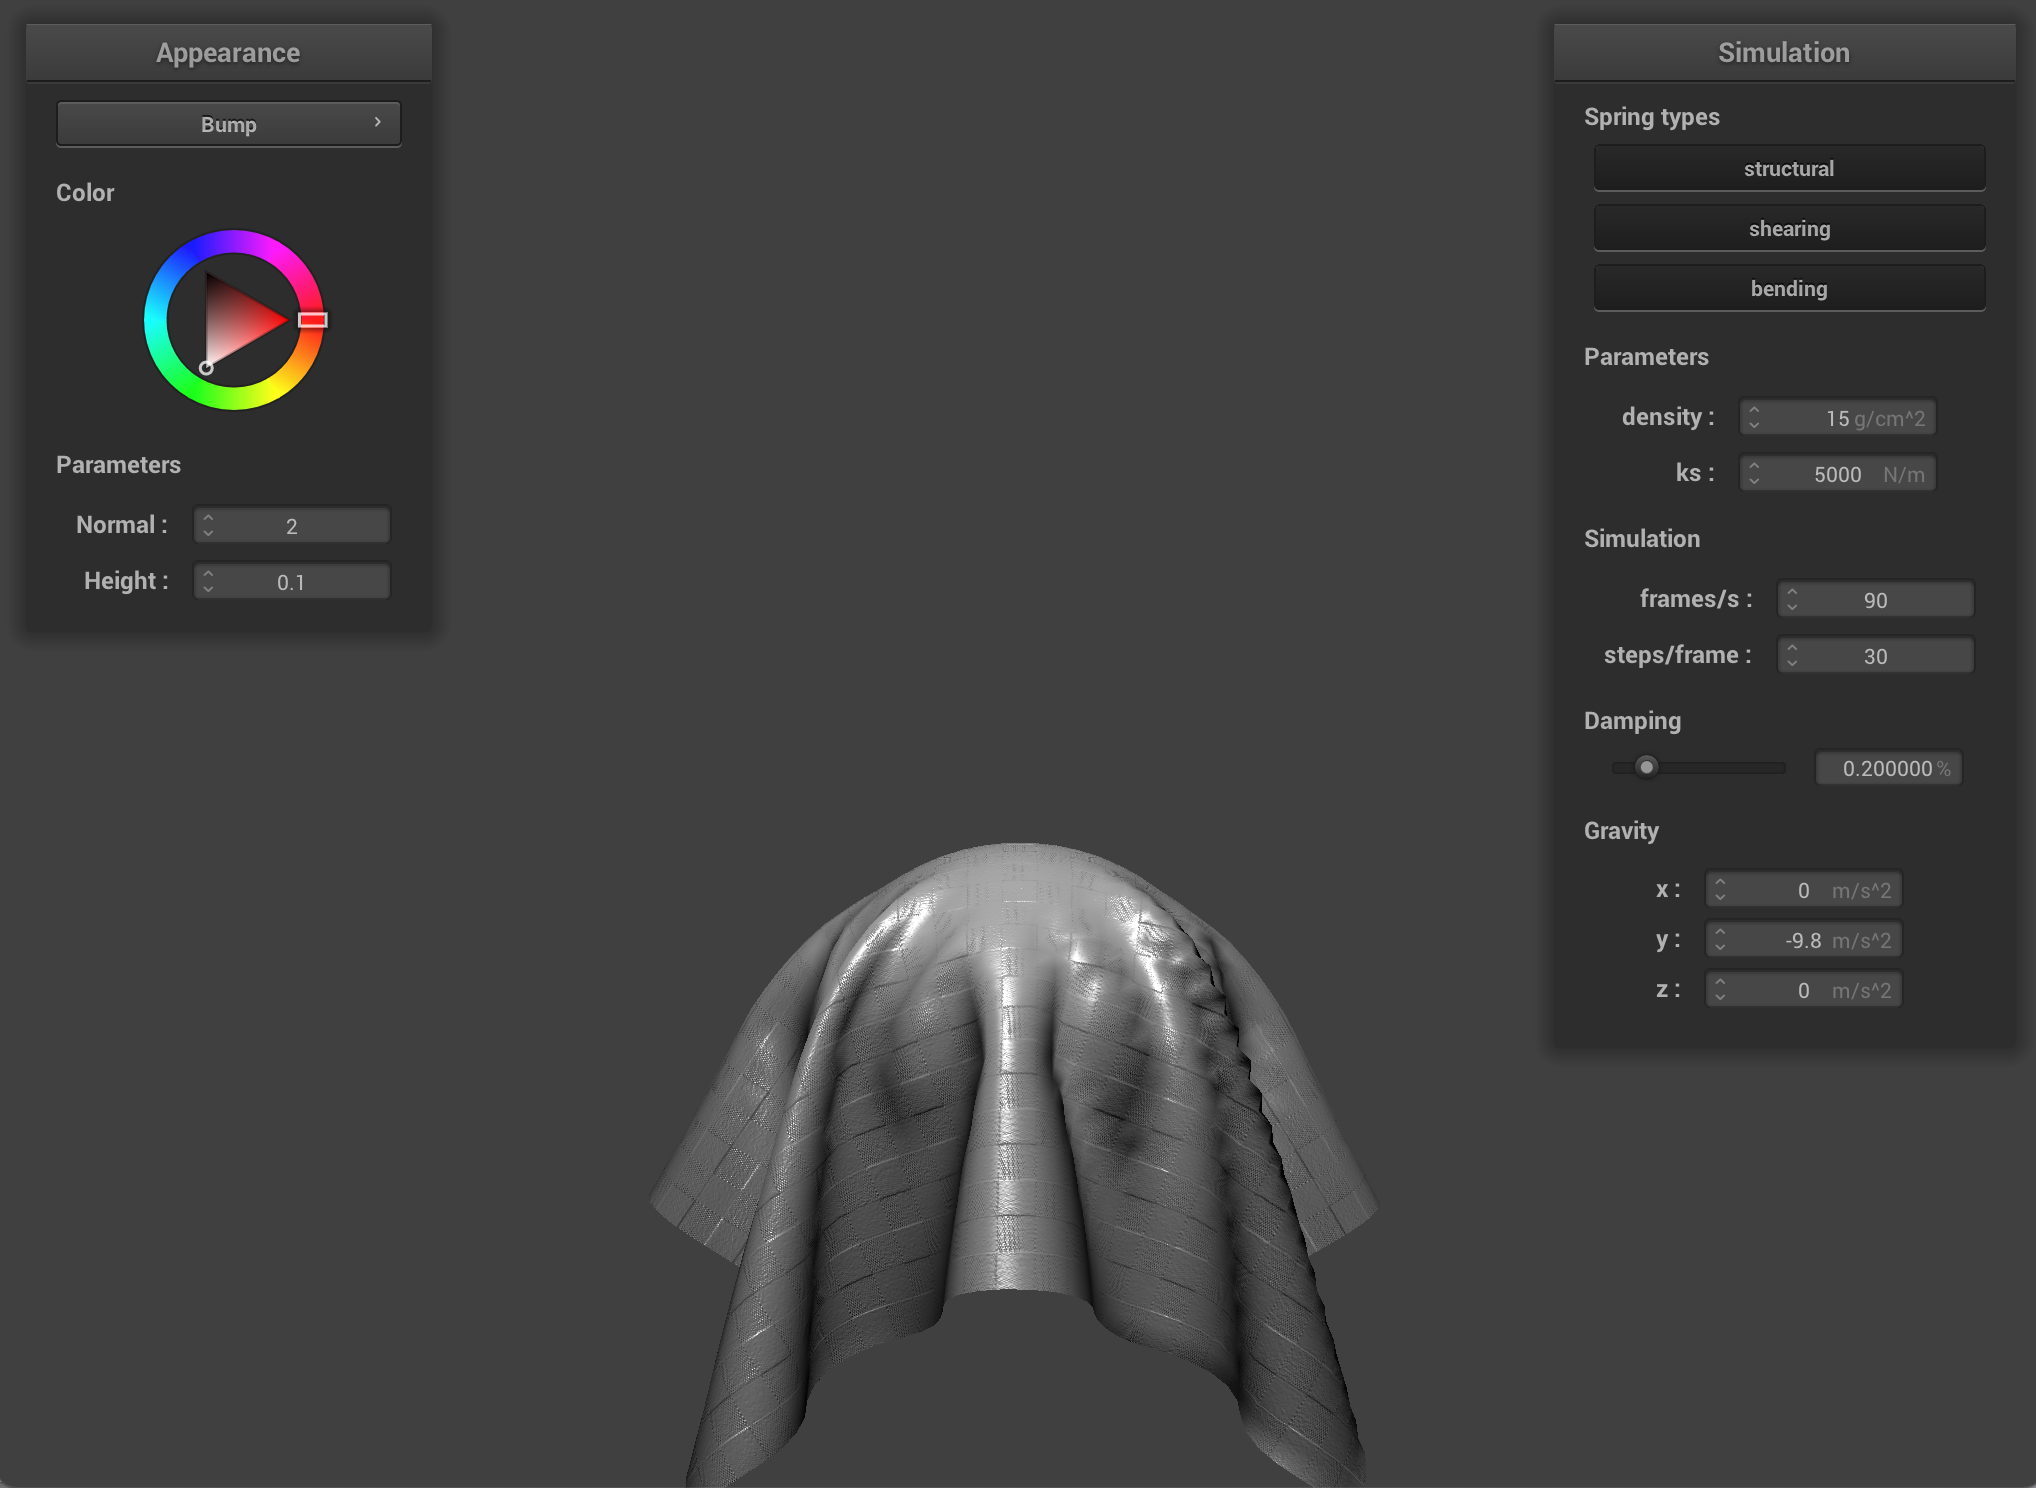 Appearance
Bump
Color
Parameters
Normal : 2
Height : 0.1
Simulation
Spring types
structural
shearing
bending
Parameters
density : 15 g/cm^2
ks : 5000 N/m
Simulation
frames/s : 90
steps/frame : 30
Damping
0.200000 %
Gravity
x : 0 m/s^2
y : -9.8 m/s^2
z : 0 m/s^2